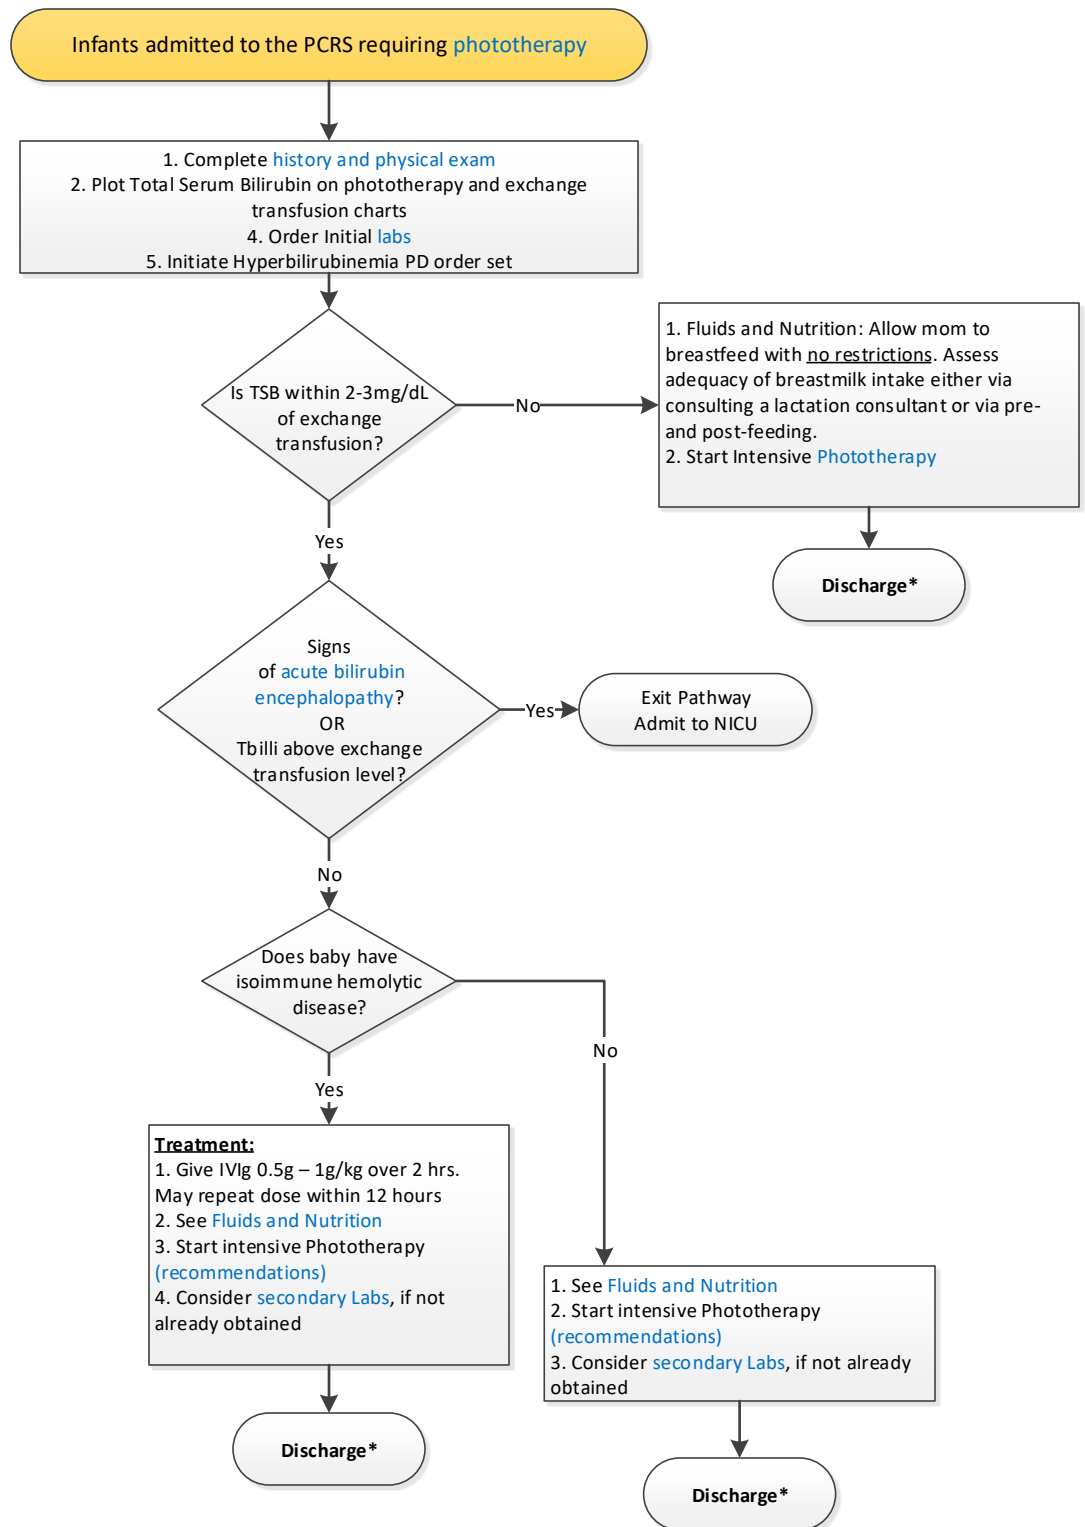 Infants admitted to the PCRS requiring phototherapy
1. Complete history and physical exam
2. Plot Total Serum Bilirubin on phototherapy and exchange
transfusion charts
4. Order Initial labs
5. Initiate Hyperbilirubinemia PD order set
Is TSB within 2-3mg/dL
of exchange
transfusion?
No
1. Fluids and Nutrition: Allow mom to
breastfeed with no restrictions. Assess
adequacy of breastmilk intake either via
consulting a lactation consultant or via pre-
and post-feeding.
2. Start Intensive Phototherapy
Discharge*
Yes
Signs
of acute bilirubin
encephalopathy?
OR
Tbilli above exchange
transfusion level?
Yes
Exit Pathway
Admit to NICU
No
Does baby have
isoimmune hemolytic
disease?
No
Yes
Treatment:
1. Give IVIg 0.5g – 1g/kg over 2 hrs.
May repeat dose within 12 hours
2. See Fluids and Nutrition
3. Start intensive Phototherapy
(recommendations)
4. Consider secondary Labs, if not
already obtained
Discharge*
1. See Fluids and Nutrition
2. Start intensive Phototherapy
(recommendations)
3. Consider secondary Labs, if not already
obtained
Discharge*